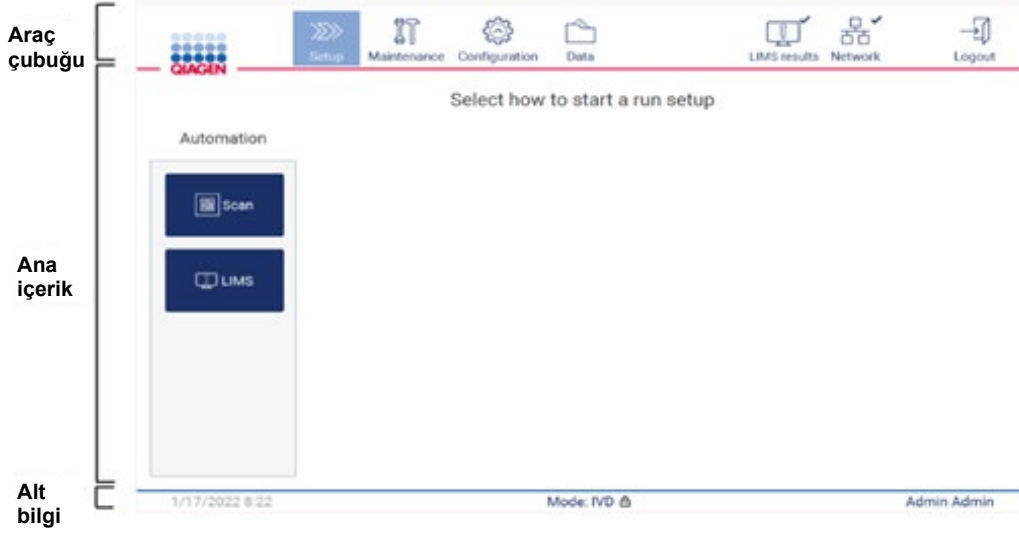 Araç
çubuğu
QIAGEN
Setup
Maintenance
Configuration
Data
LIMS results
Network
Logout
Select how to start a run setup
Automation
Scan
LIMS
Ana
içerik
Alt
bilgi
1/17/2022 8:22
Mode: IVD
Admin Admin